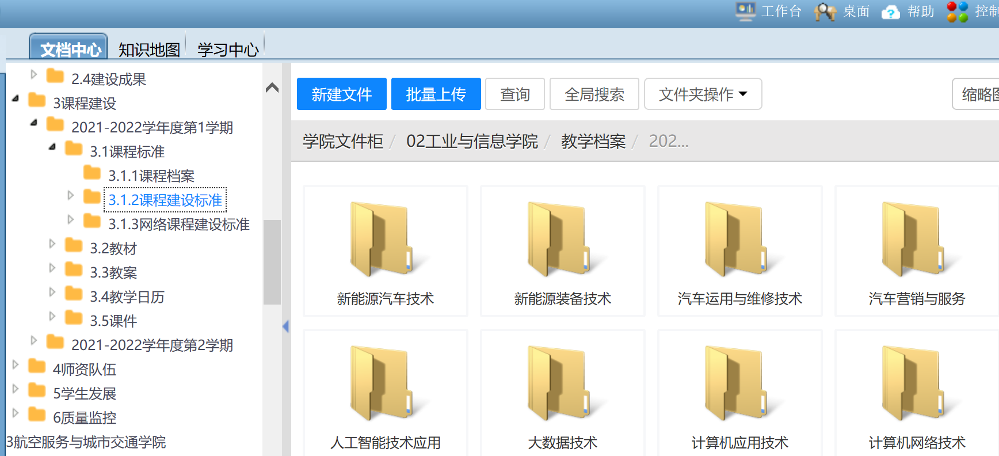 工作台 桌面 帮助 控制
文档中心 知识地图 学习中心
2.4建设成果
3课程建设
2021-2022学年度第1学期
3.1课程标准
3.1.1课程档案
3.1.2课程建设标准
3.1.3网络课程建设标准
3.2教材
3.3教案
3.4教学日历
3.5课件
2021-2022学年度第2学期
4师资队伍
5学生发展
6质量监控
3航空服务与城市交通学院
新建文件 批量上传 查询 全局搜索 文件夹操作 缩略图
学院文件柜 / 02工业与信息学院 / 教学档案 / 202...
新能源汽车技术 新能源装备技术 汽车运用与维修技术 汽车营销与服务
人工智能技术应用 大数据技术 计算机应用技术 计算机网络技术